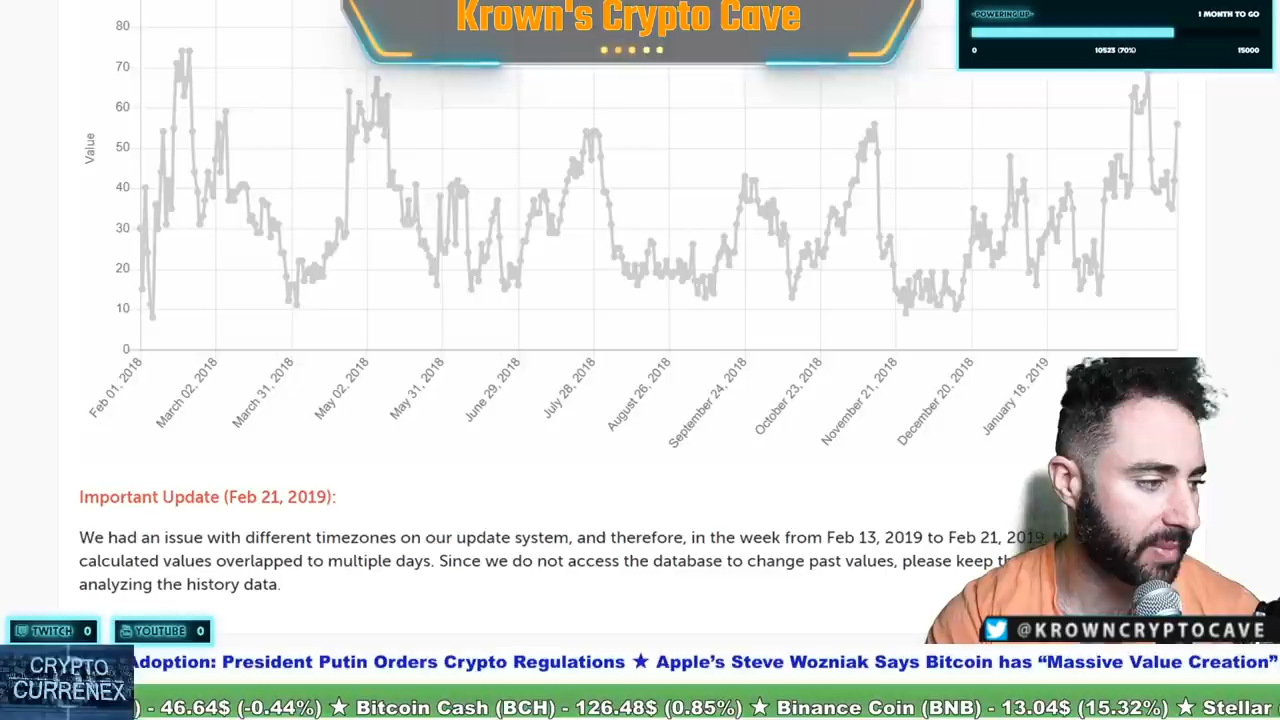 Krown's Crypto Cave
-POWERING UP-
1 MONTH TO GO
0
10523 (70%)
15000
80
70
60
50
40
30
20
10
0
Value
Feb 01, 2018
March 02, 2018
March 31, 2018
May 02, 2018
May 31, 2018
June 29, 2018
July 28, 2018
August 26, 2018
September 24, 2018
October 23, 2018
November 21, 2018
December 20, 2018
January 18, 2019
Important Update (Feb 21, 2019):
We had an issue with different timezones on our update system, and therefore, in the week from Feb 13, 2019 to Feb 21, 2019,
calculated values overlapped to multiple days. Since we do not access the database to change past values, please keep
analyzing the history data.
TWITCH 0
YOUTUBE 0
@KROWNCRYPTOCAVE
CRYPTO
CURRENEX
Adoption: President Putin Orders Crypto Regulations ★ Apple's Steve Wozniak Says Bitcoin has “Massive Value Creation”
) - 46.64$ (-0.44%) ★ Bitcoin Cash (BCH) - 126.48$ (0.85%) ★ Binance Coin (BNB) - 13.04$ (15.32%) ★ Stellar